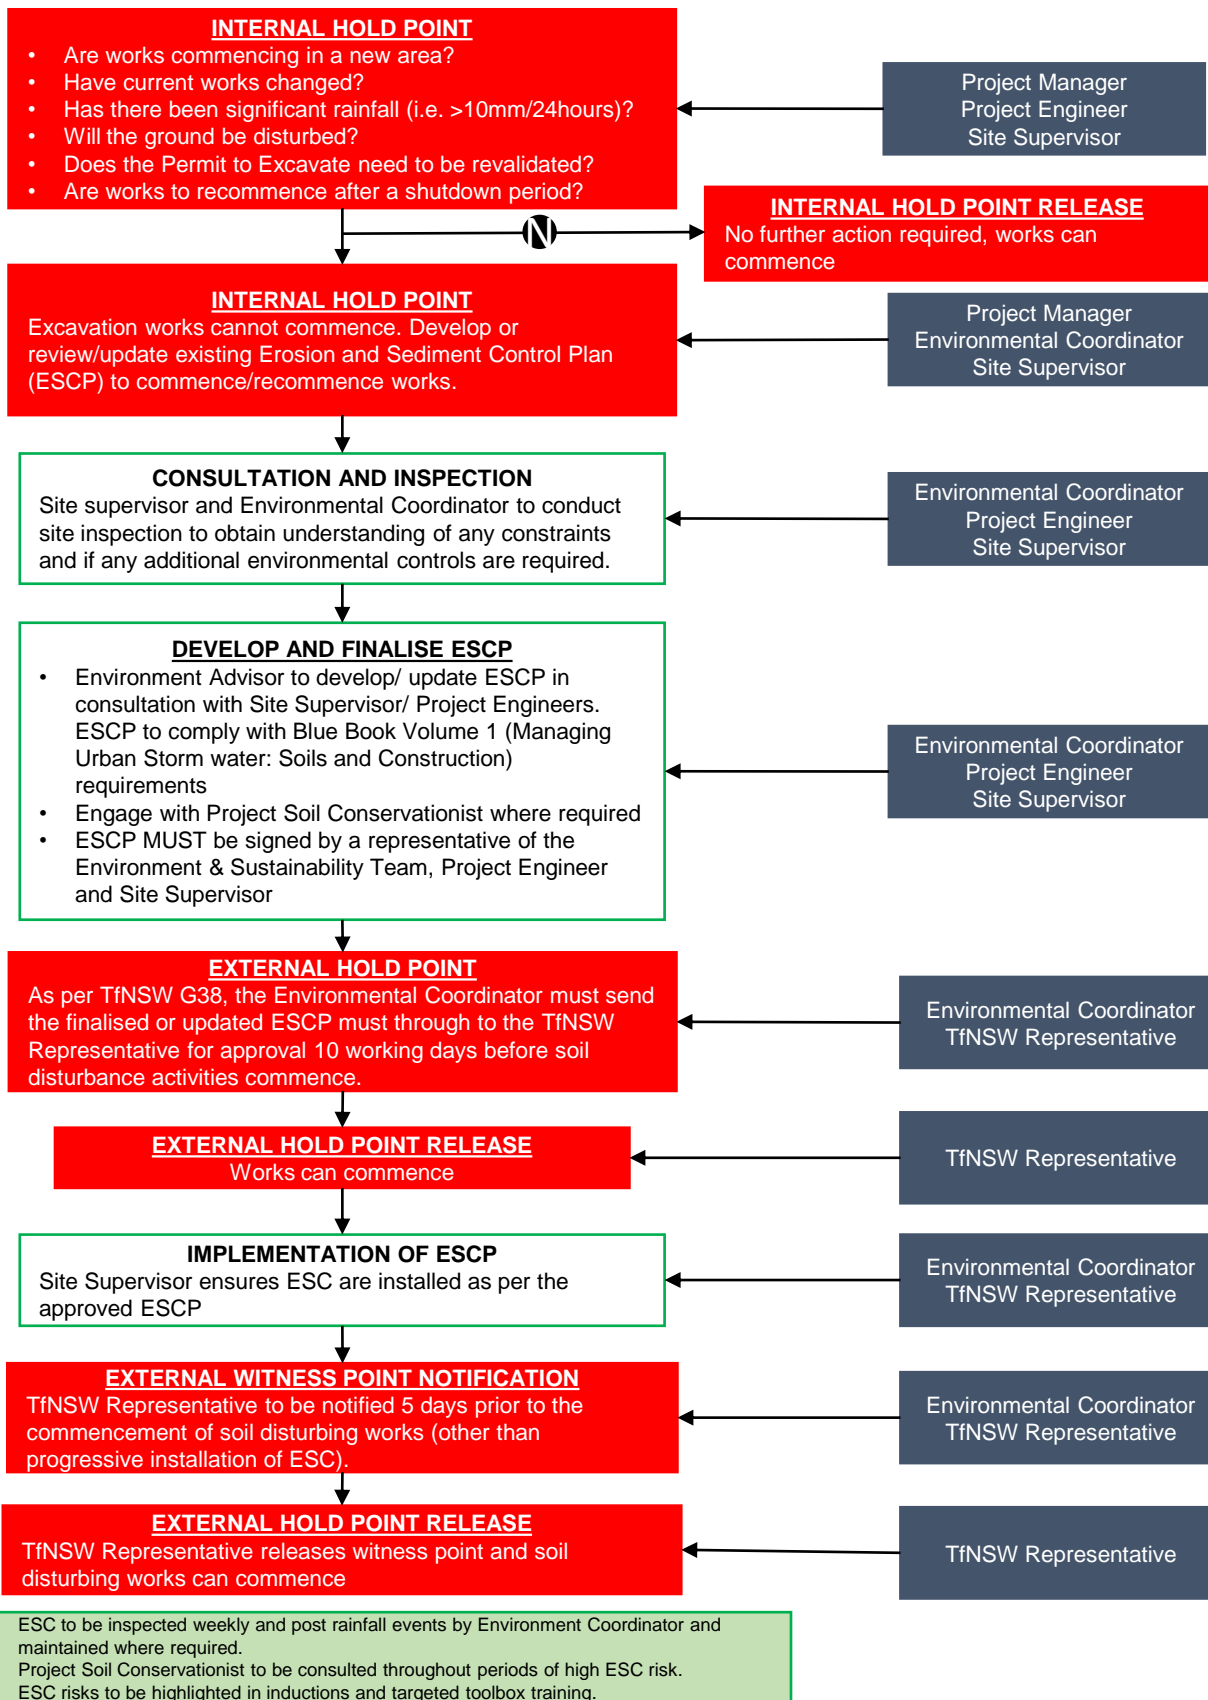 INTERNAL HOLD POINT
• Are works commencing in a new area?
• Have current works changed?
• Has there been significant rainfall (i.e. >10mm/24hours)?
• Will the ground be disturbed?
• Does the Permit to Excavate need to be revalidated?
• Are works to recommence after a shutdown period?
Project Manager
Project Engineer
Site Supervisor
N
INTERNAL HOLD POINT RELEASE
No further action required, works can
commence
INTERNAL HOLD POINT
Excavation works cannot commence. Develop or
review/update existing Erosion and Sediment Control Plan
(ESCP) to commence/recommence works.
Project Manager
Environmental Coordinator
Site Supervisor
CONSULTATION AND INSPECTION
Site supervisor and Environmental Coordinator to conduct
site inspection to obtain understanding of any constraints
and if any additional environmental controls are required.
Environmental Coordinator
Project Engineer
Site Supervisor
DEVELOP AND FINALISE ESCP
• Environment Advisor to develop/ update ESCP in
consultation with Site Supervisor/ Project Engineers.
ESCP to comply with Blue Book Volume 1 (Managing
Urban Storm water: Soils and Construction)
requirements
• Engage with Project Soil Conservationist where required
• ESCP MUST be signed by a representative of the
Environment & Sustainability Team, Project Engineer
and Site Supervisor
Environmental Coordinator
Project Engineer
Site Supervisor
EXTERNAL HOLD POINT
As per TfNSW G38, the Environmental Coordinator must send
the finalised or updated ESCP must through to the TfNSW
Representative for approval 10 working days before soil
disturbance activities commence.
Environmental Coordinator
TfNSW Representative
EXTERNAL HOLD POINT RELEASE
Works can commence
TfNSW Representative
IMPLEMENTATION OF ESCP
Site Supervisor ensures ESC are installed as per the
approved ESCP
Environmental Coordinator
TfNSW Representative
EXTERNAL WITNESS POINT NOTIFICATION
TfNSW Representative to be notified 5 days prior to the
commencement of soil disturbing works (other than
progressive installation of ESC).
Environmental Coordinator
TfNSW Representative
EXTERNAL HOLD POINT RELEASE
TfNSW Representative releases witness point and soil
disturbing works can commence
TfNSW Representative
ESC to be inspected weekly and post rainfall events by Environment Coordinator and
maintained where required.
Project Soil Conservationist to be consulted throughout periods of high ESC risk.
ESC risks to be highlighted in inductions and targeted toolbox training.